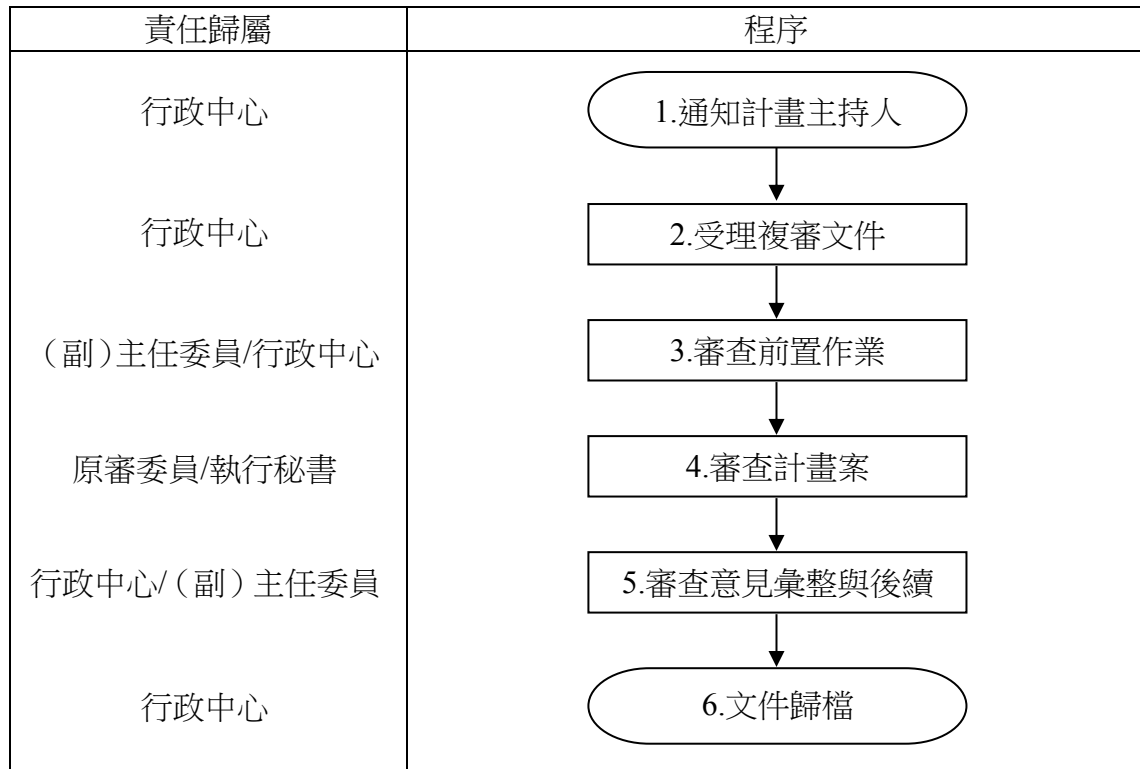 責任歸屬 程序
行政中心 1.通知計畫主持人
行政中心 2.受理複審文件
（副）主任委員/行政中心 3.審查前置作業
原審委員/執行秘書 4.審查計畫案
行政中心/（副）主任委員 5.審查意見彙整與後續
行政中心 6.文件歸檔